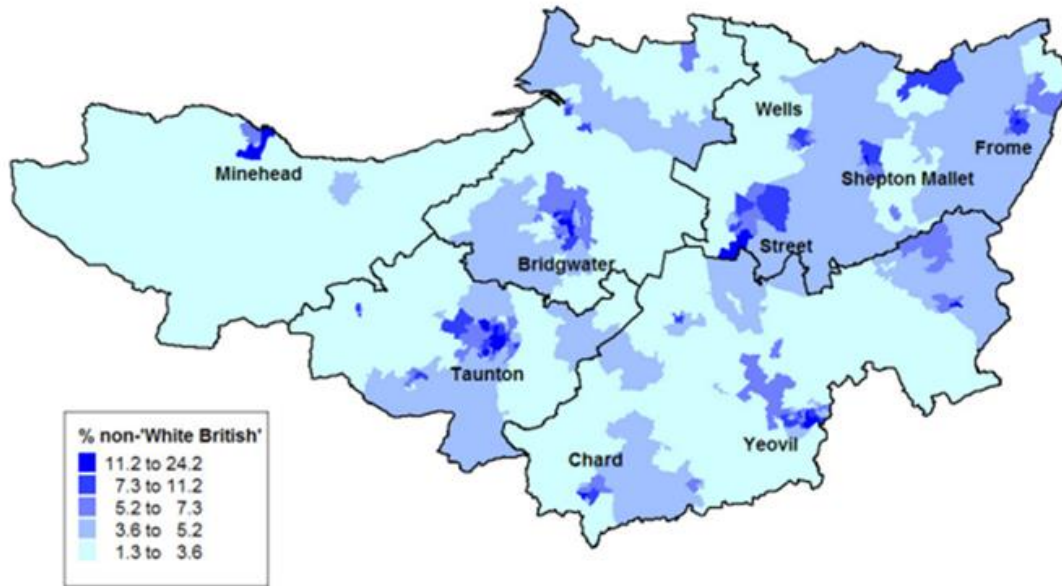 Wells
Frome
Minehead
Shepton Mallet
Street
Bridgwater
Taunton
Chard
Yeovil
% non-'White British'
11.2 to 24.2
7.3 to 11.2
5.2 to 7.3
3.6 to 5.2
1.3 to 3.6